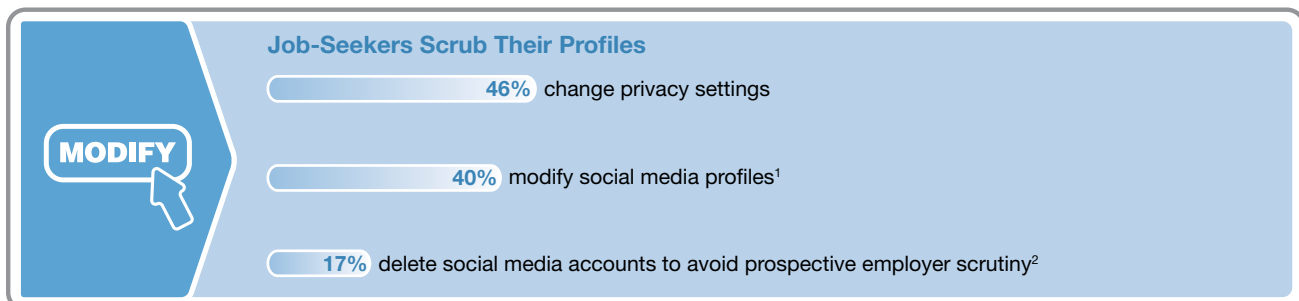 Job-Seekers Scrub Their Profiles
46% change privacy settings
MODIFY
40% modify social media profiles¹
17% delete social media accounts to avoid prospective employer scrutiny²